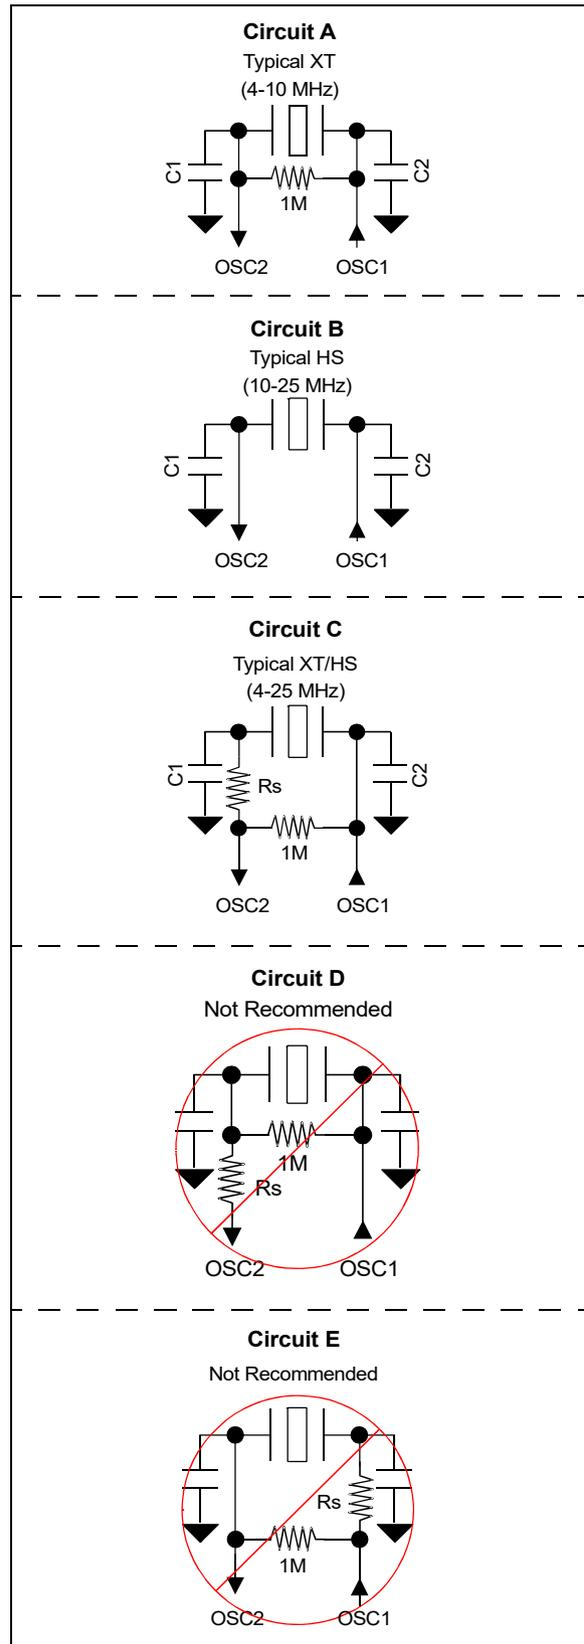 Circuit A
Typical XT
(4-10 MHz)
C1
C2
1M
OSC2 OSC1
Circuit B
Typical HS
(10-25 MHz)
C1
C2
OSC2 OSC1
Circuit C
Typical XT/HS
(4-25 MHz)
C1
Rs
C2
1M
OSC2 OSC1
Circuit D
Not Recommended
1M
Rs
OSC2 OSC1
Circuit E
Not Recommended
Rs
1M
OSC2 OSC1